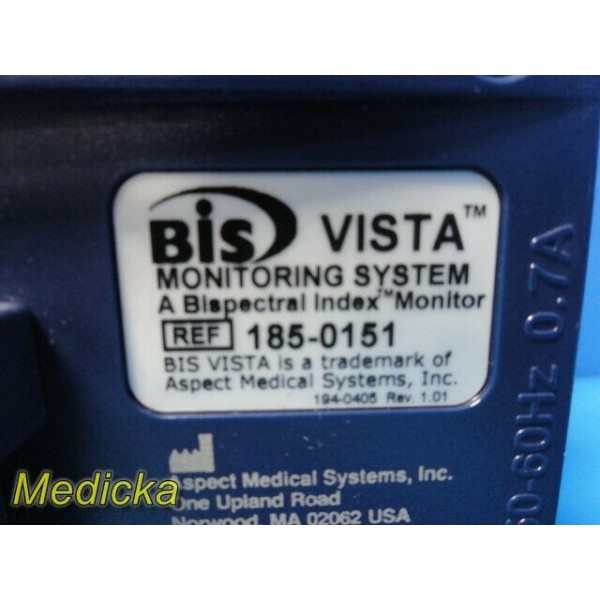 BIS VISTA™
MONITORING SYSTEM
A Bispectral Index™ Monitor
REF 185-0151
BIS VISTA is a trademark of
Aspect Medical Systems, Inc.
194-0405 Rev. 1.01
Aspect Medical Systems, Inc.
One Upland Road
Norwood, MA 02062 USA
Medicka
50-60Hz 0.7A